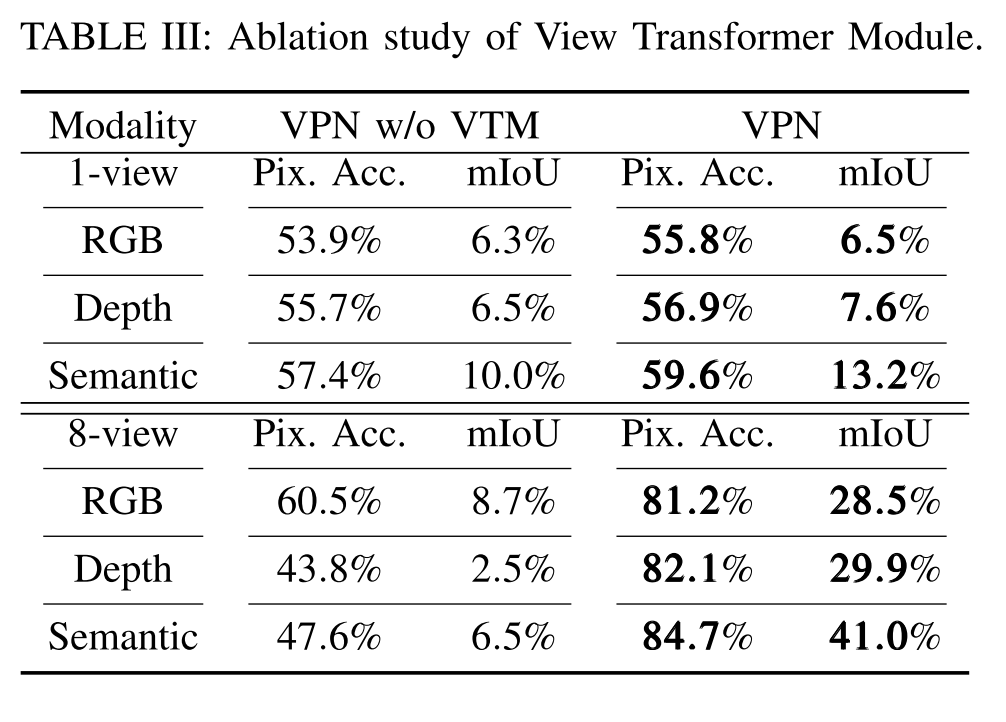 TABLE III: Ablation study of View Transformer Module.
Modality VPN w/o VTM VPN
1-view Pix. Acc. mIoU Pix. Acc. mIoU
RGB 53.9% 6.3% 55.8% 6.5%
Depth 55.7% 6.5% 56.9% 7.6%
Semantic 57.4% 10.0% 59.6% 13.2%
8-view Pix. Acc. mIoU Pix. Acc. mIoU
RGB 60.5% 8.7% 81.2% 28.5%
Depth 43.8% 2.5% 82.1% 29.9%
Semantic 47.6% 6.5% 84.7% 41.0%